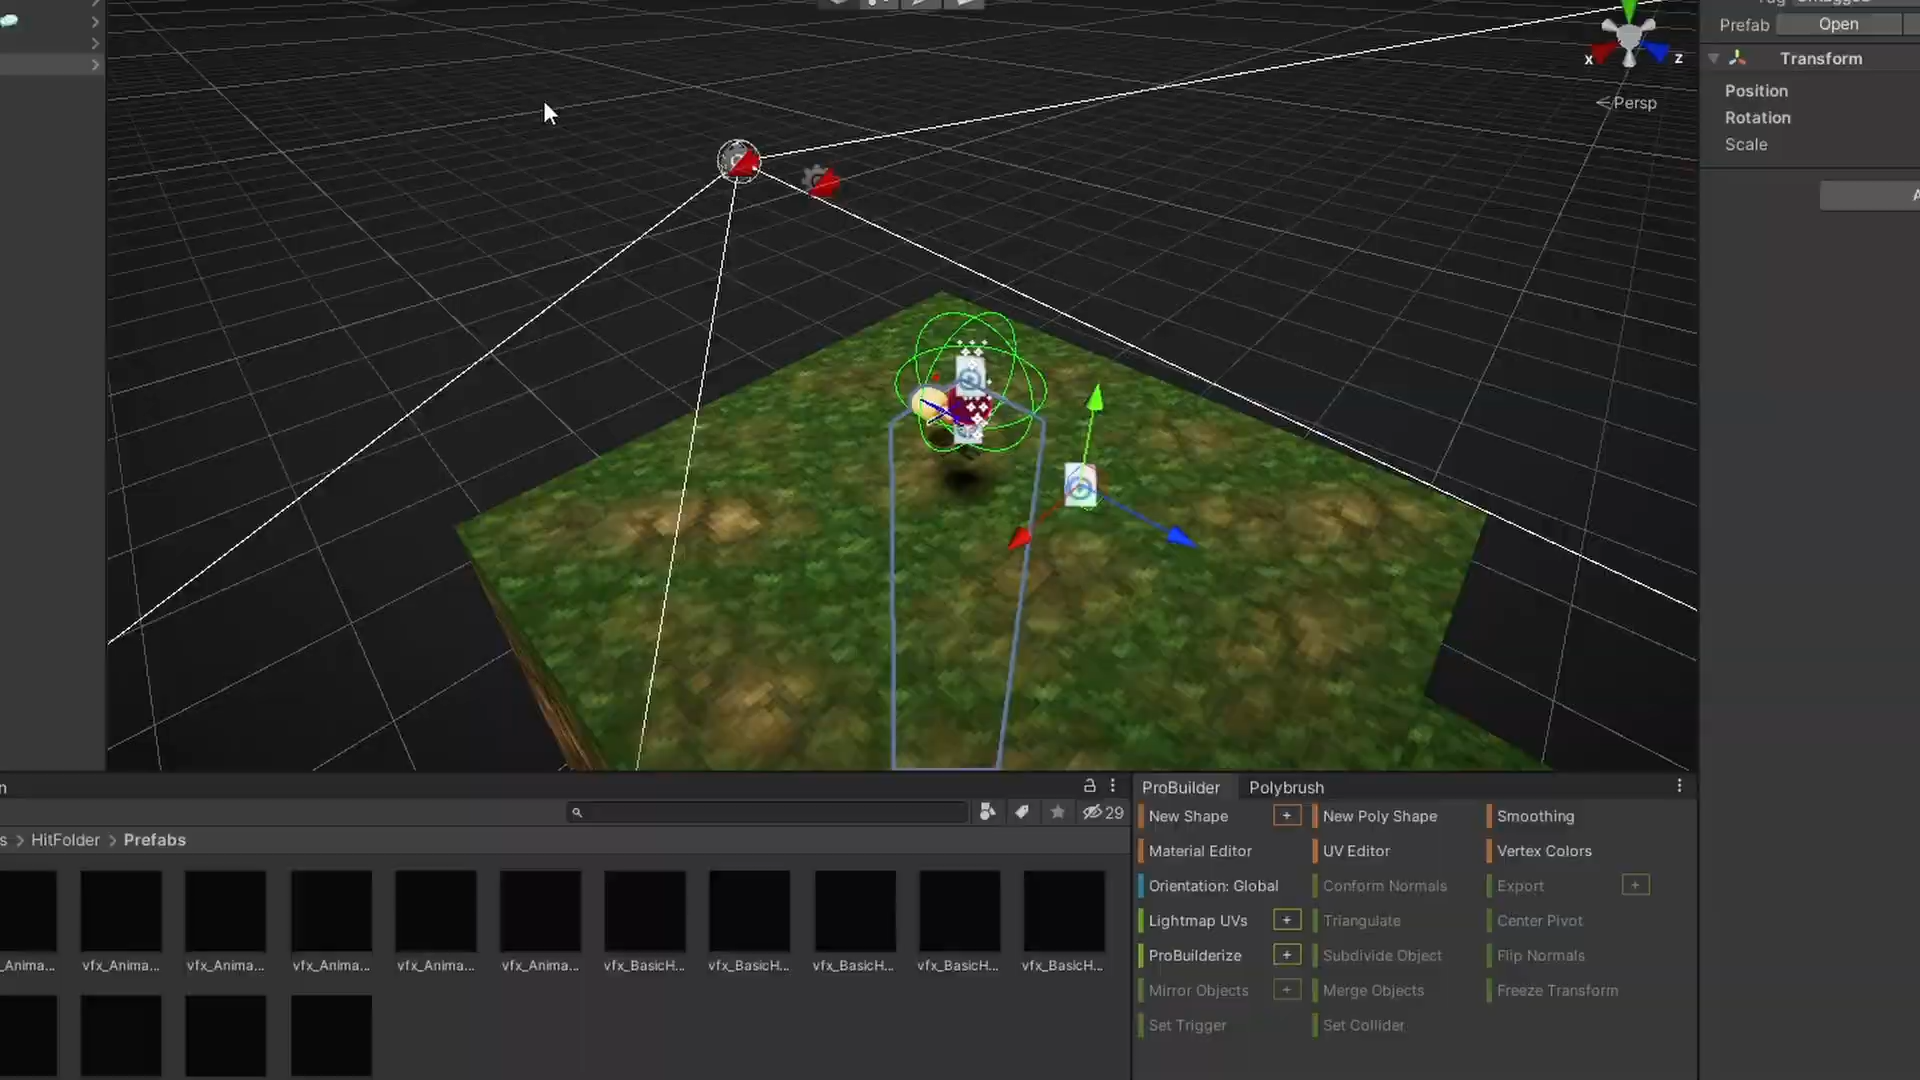 Prefab Open
x z
Transform
Position
<Persp
Rotation
Scale
n
ProBuilder Polybrush
29
New Shape + New Poly Shape Smoothing
s > HitFolder > Prefabs
Material Editor UV Editor Vertex Colors
Orientation: Global Conform Normals Export +
Lightmap UVs + Triangulate Center Pivot
_Anima... vfx_Anima... vfx_Anima... vfx_Anima... vfx_Anima... vfx_Anima... vfx_BasicH... vfx_BasicH... vfx_BasicH... vfx_BasicH... vfx_BasicH...
ProBuilderize + Subdivide Object Flip Normals
Mirror Objects + Merge Objects Freeze Transform
Set Trigger Set Collider